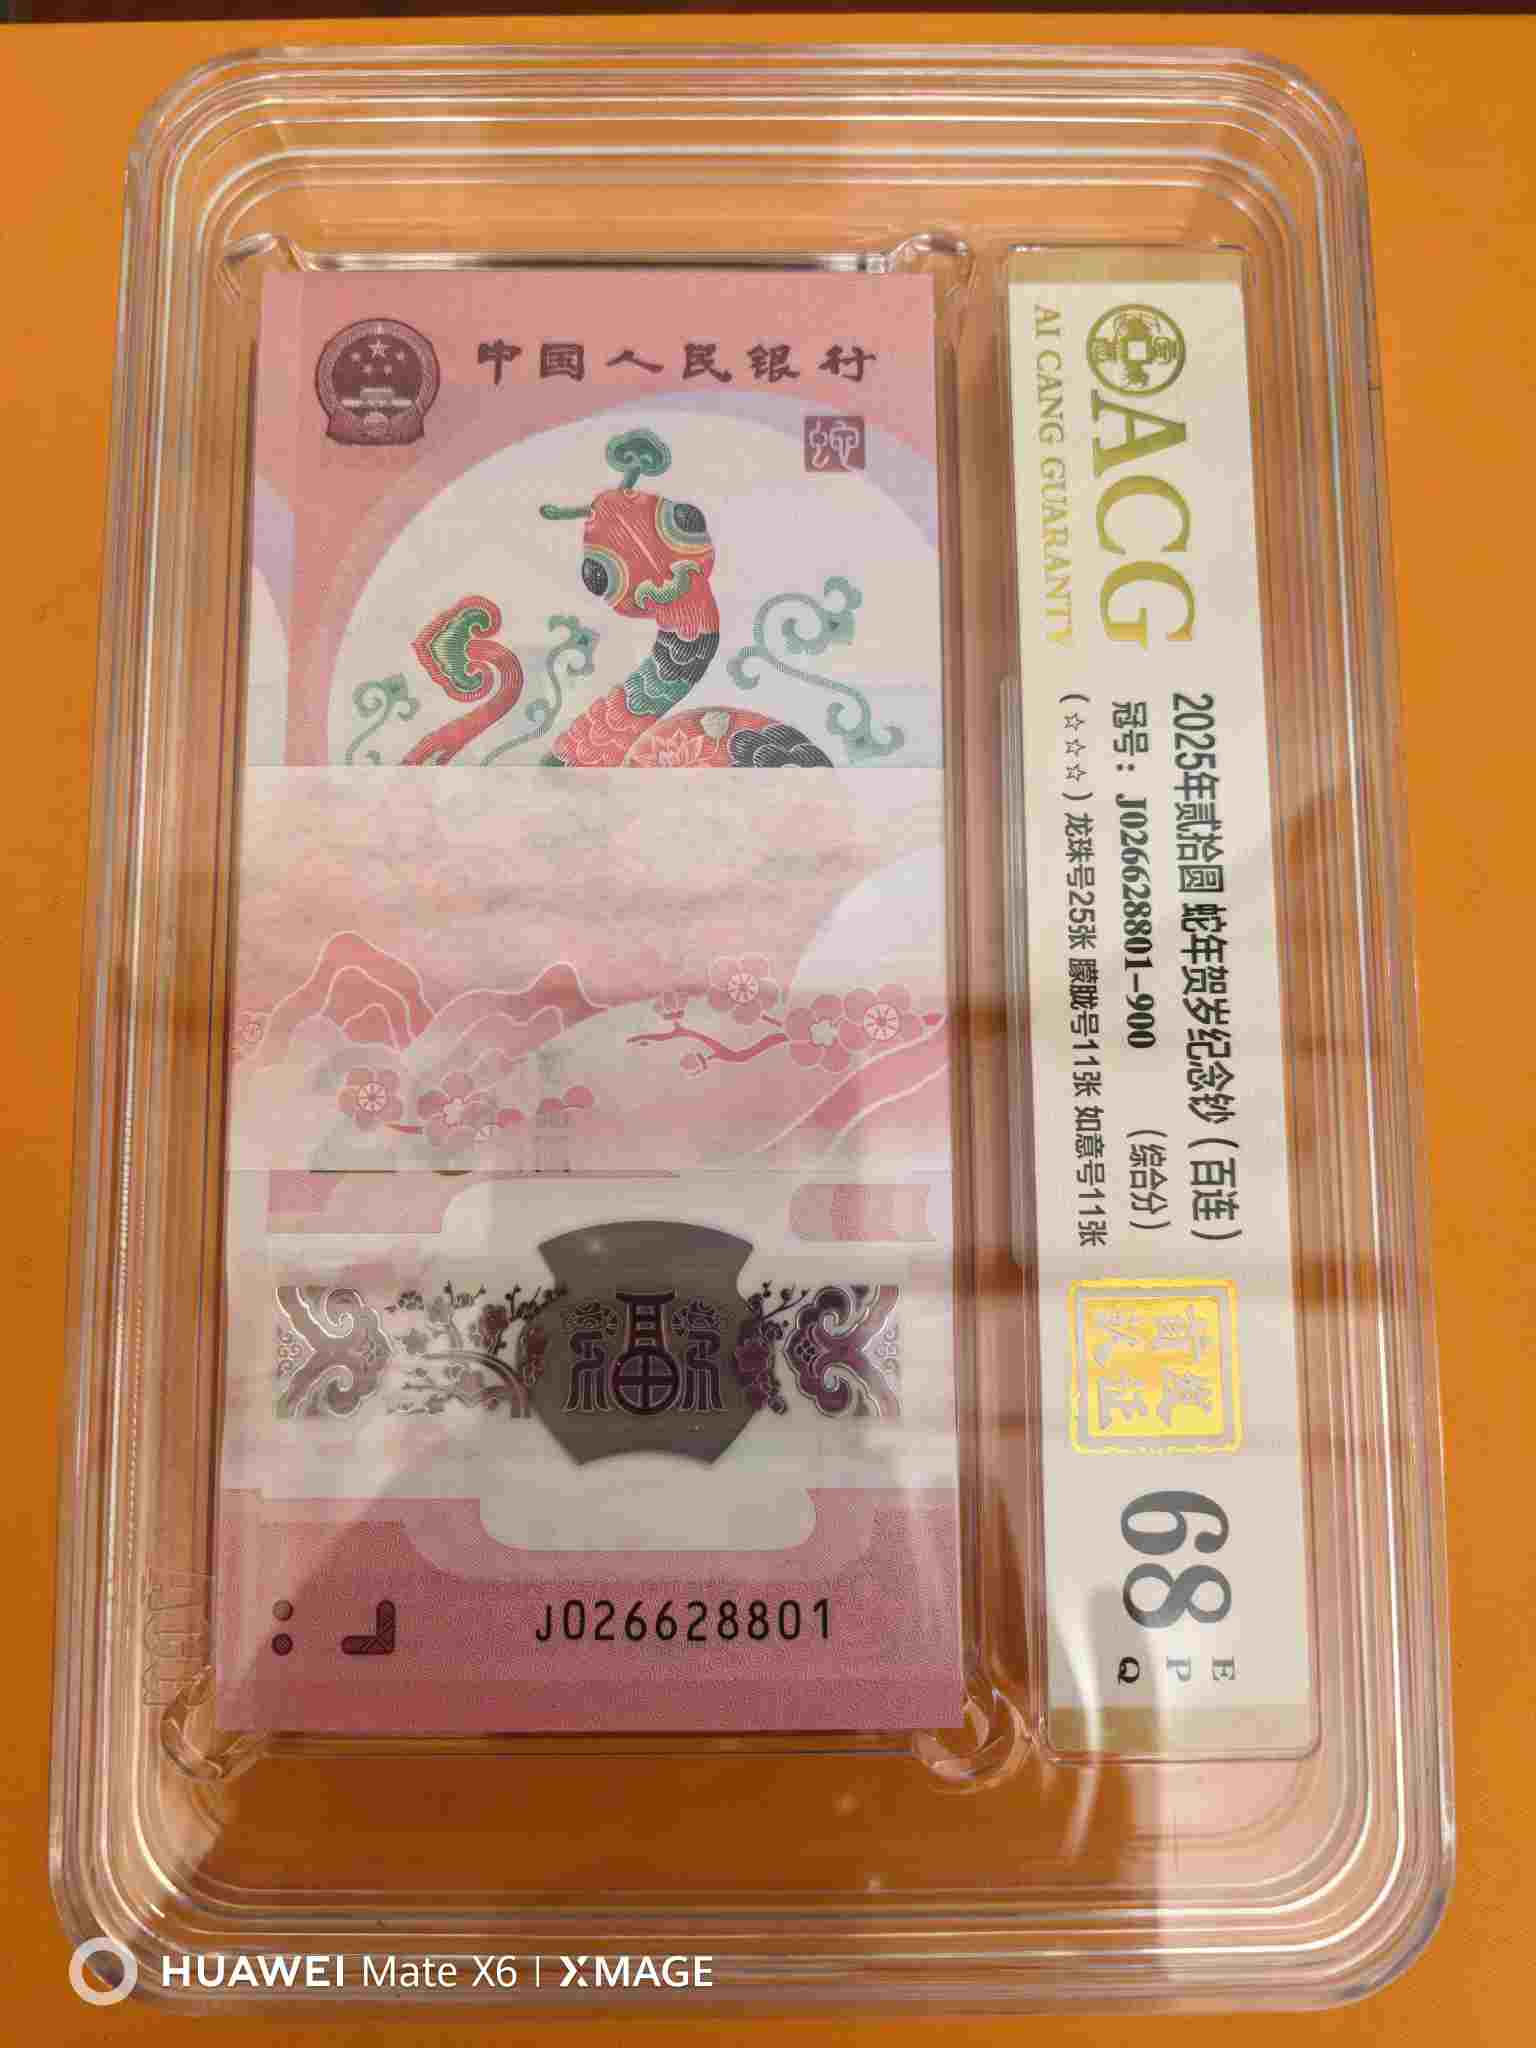 中国人民银行
蛇
福
J026628801
ACG
AI CANG GUARANTY
2025年贰拾圆 蛇年贺岁纪念钞（百连）
冠号：J026628801-900 （综合分）
（☆☆☆）龙珠号25张 朦胧号11张 如意号11张
68
E
P
Q
HUAWEI Mate X6 | XMAGE